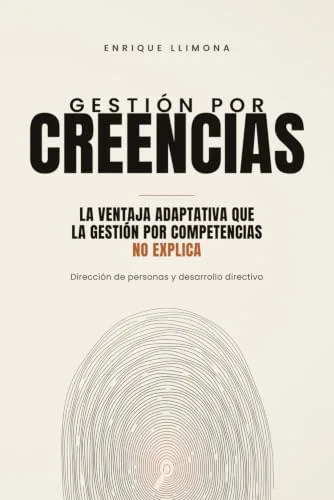 ENRIQUE LLIMONA
GESTIÓN POR
CREENCIAS
LA VENTAJA ADAPTATIVA QUE
LA GESTIÓN POR COMPETENCIAS
NO EXPLICA
Dirección de personas y desarrollo directivo